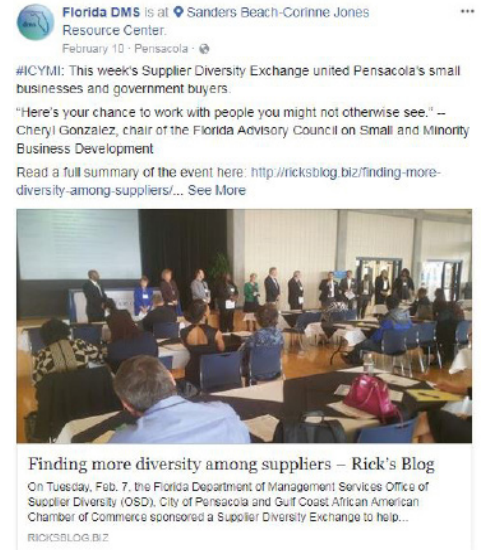 Florida DMS is at Sanders Beach-Corinne Jones
Resource Center.
February 10 · Pensacola ·
#ICYMI: This week's Supplier Diversity Exchange united Pensacola's small
businesses and government buyers.
"Here's your chance to work with people you might not otherwise see." --
Cheryl Gonzalez, chair of the Florida Advisory Council on Small and Minority
Business Development
Read a full summary of the event here: http://ricksblog.biz/finding-more-
diversity-among-suppliers/... See More
Finding more diversity among suppliers – Rick's Blog
On Tuesday, Feb. 7, the Florida Department of Management Services Office of
Supplier Diversity (OSD), City of Pensacola and Gulf Coast African American
Chamber of Commerce sponsored a Supplier Diversity Exchange to help...
RICKSBLOG.BIZ